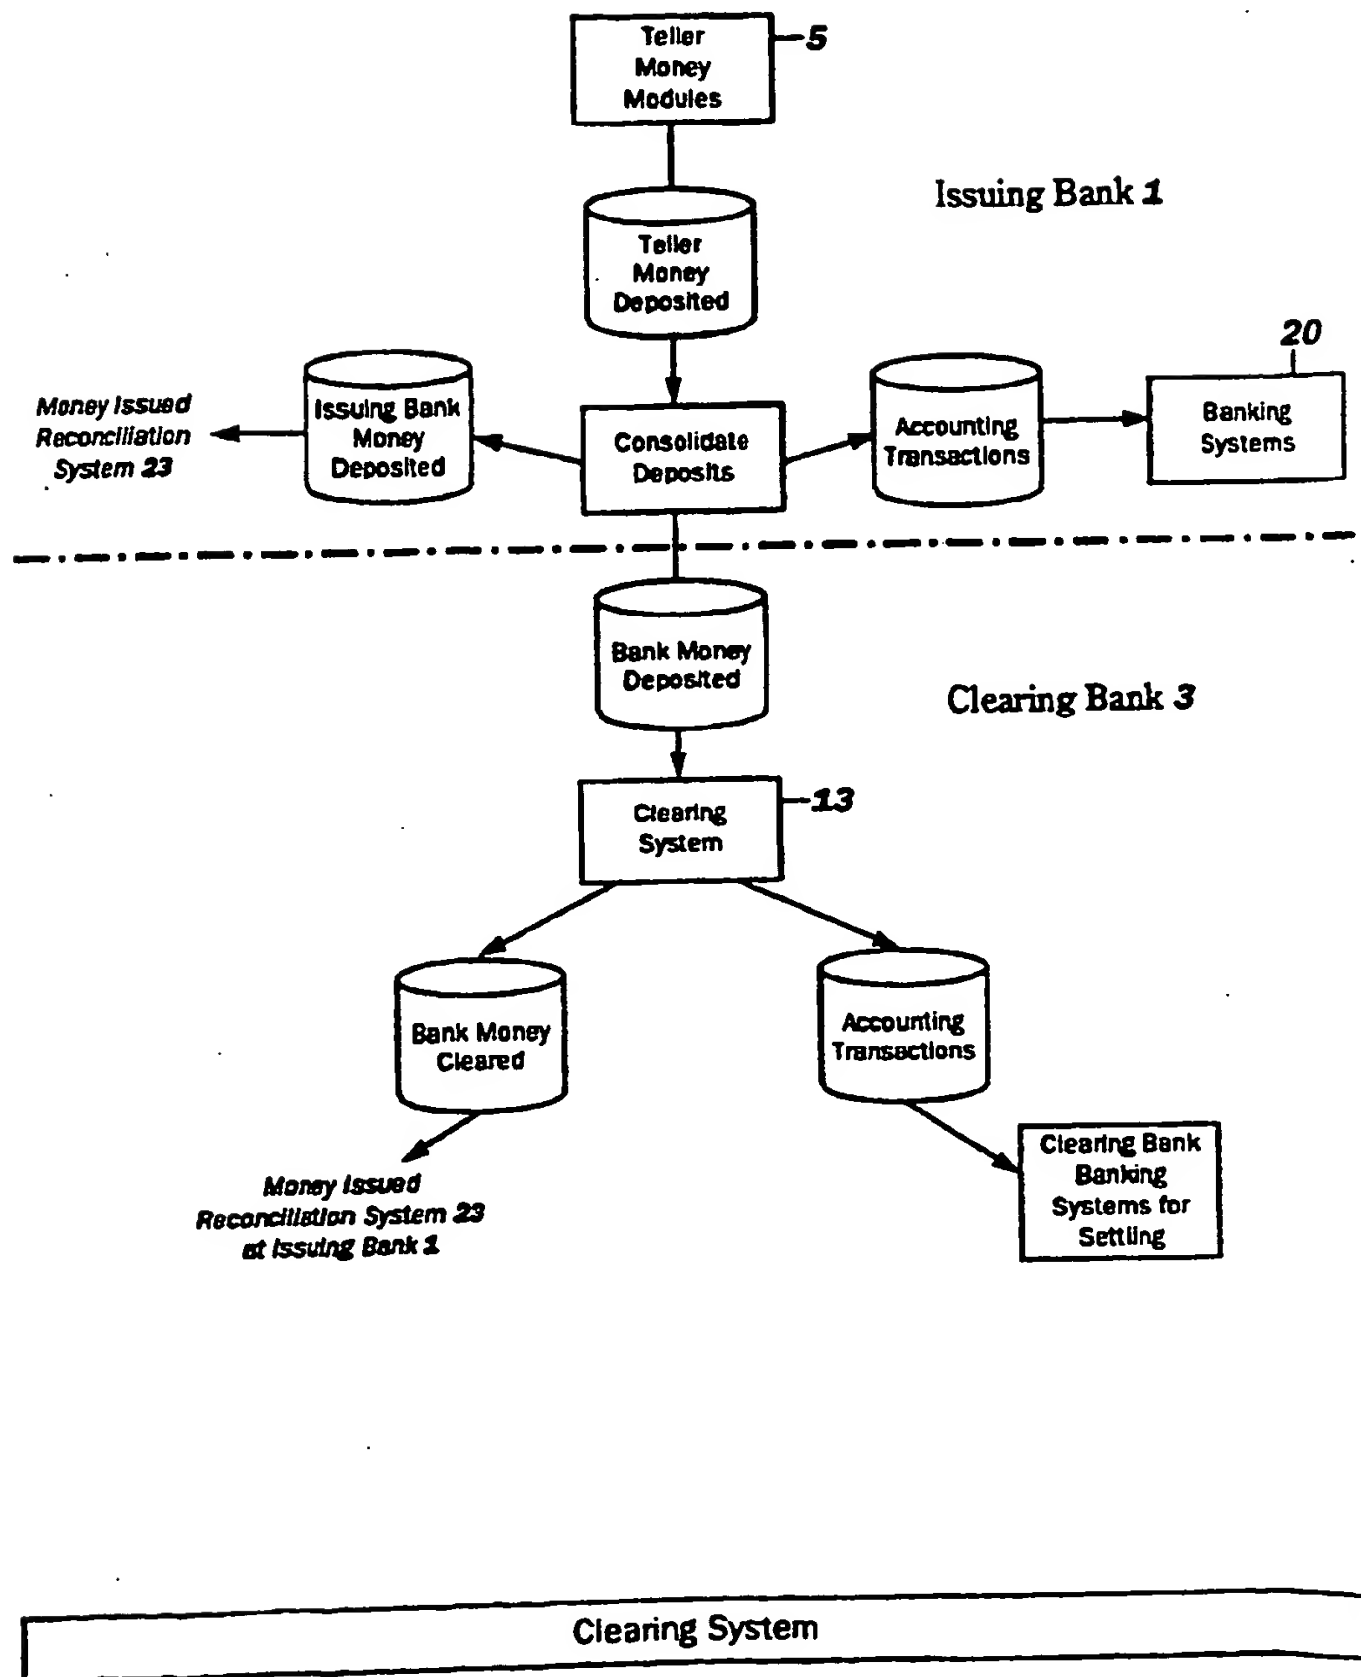 Teller
Money
Modules
5
Issuing Bank 1
Teller
Money
Deposited
20
Money Issued
Reconciliation
System 23
Issuing Bank
Money
Deposited
Consolidate
Deposits
Accounting
Transactions
Banking
Systems
Bank Money
Deposited
Clearing Bank 3
Clearing
System
13
Bank Money
Cleared
Accounting
Transactions
Money Issued
Reconciliation System 23
at Issuing Bank 1
Clearing Bank
Banking
Systems for
Settling
Clearing System